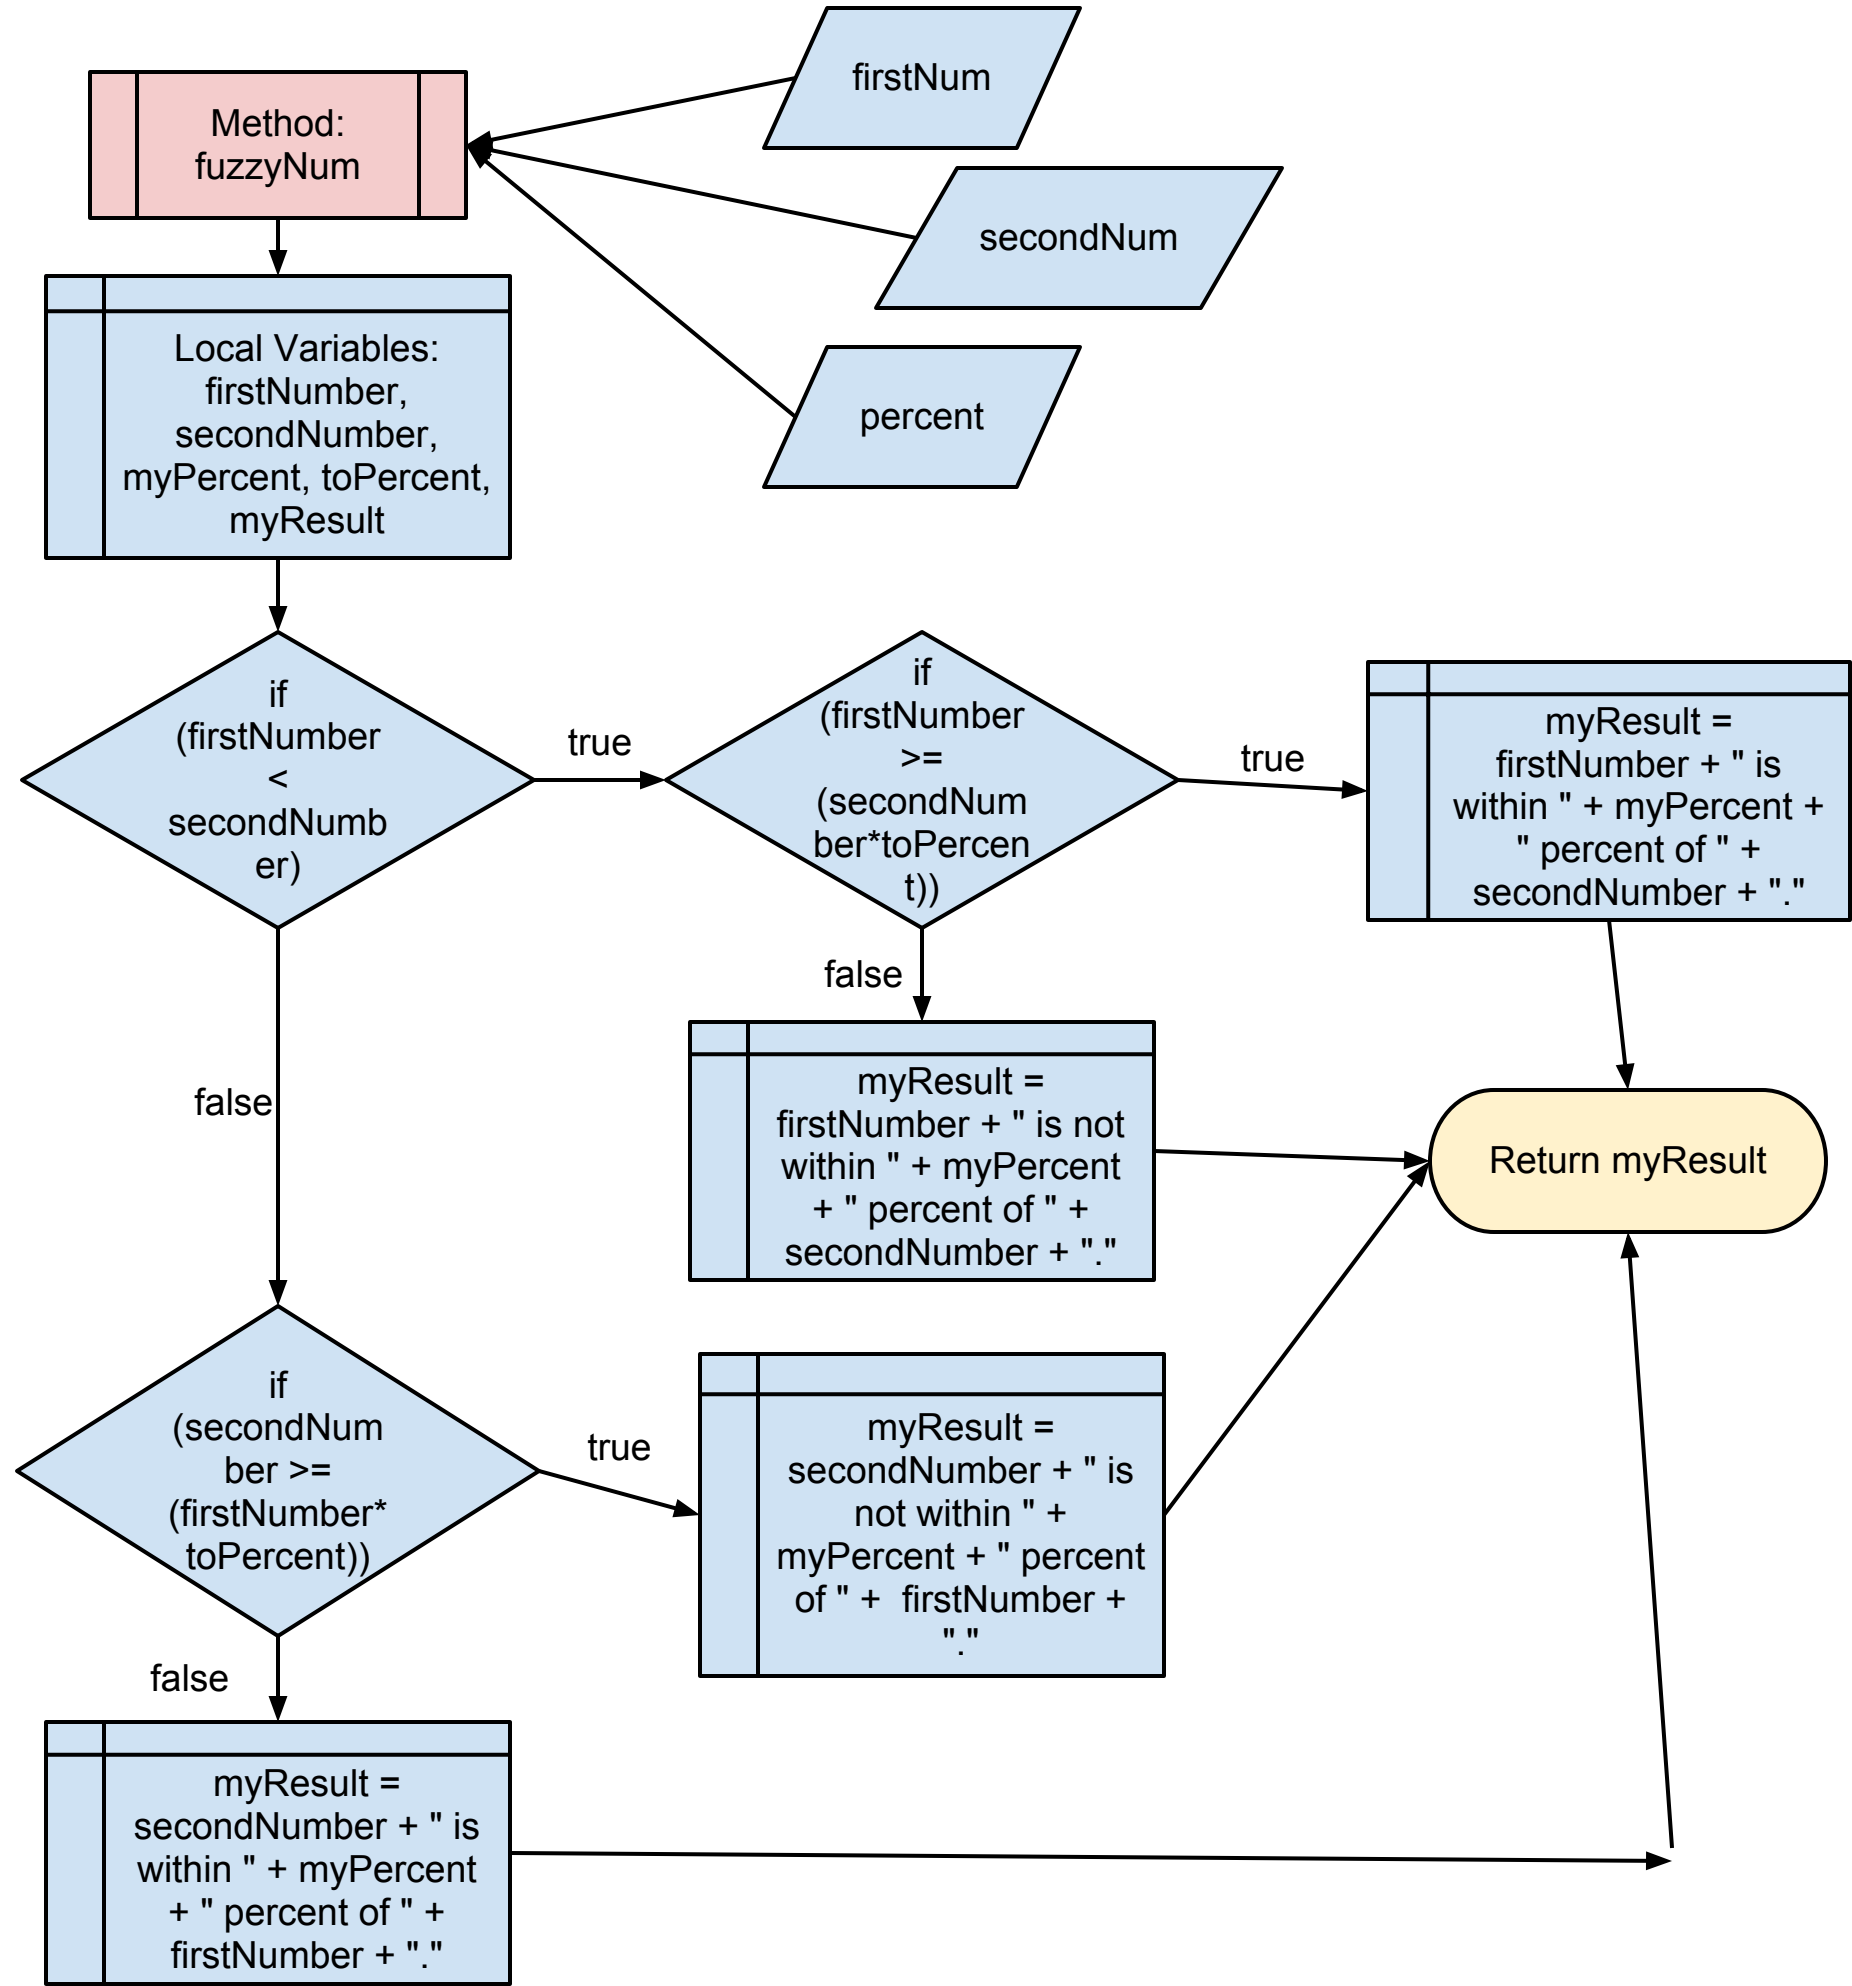 firstNum
Method:
fuzzyNum
secondNum
percent
Local Variables:
firstNumber,
secondNumber,
myPercent, toPercent,
myResult
if
(firstNumber
<
secondNumb
er)
true
if
(firstNumber
>=
(secondNum
ber*toPercen
t))
true
myResult =
firstNumber + " is
within " + myPercent +
" percent of " +
secondNumber + "."
false
myResult =
firstNumber + " is not
within " + myPercent
+ " percent of " +
secondNumber + "."
Return myResult
false
if
(secondNum
ber >=
(firstNumber*
toPercent))
true
myResult =
secondNumber + " is
not within " +
myPercent + " percent
of " +  firstNumber +
"."
false
myResult =
secondNumber + " is
within " + myPercent
+ " percent of " +
firstNumber + "."